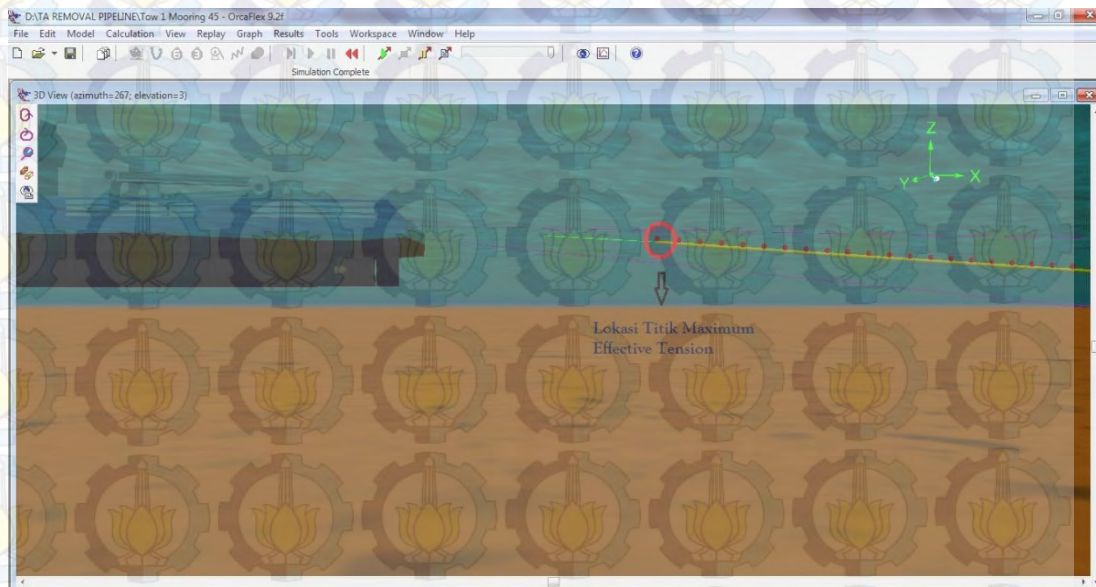 D:\TA REMOVAL PIPELINE\Tow 1 Mooring 45 - OrcaFlex 9.2f
File Edit Model Calculation View Replay Graph Results Tools Workspace Window Help
Simulation Complete
3D View (azimuth=267; elevation=3)
Z
Y
X
Lokasi Titik Maximum
Effective Tension